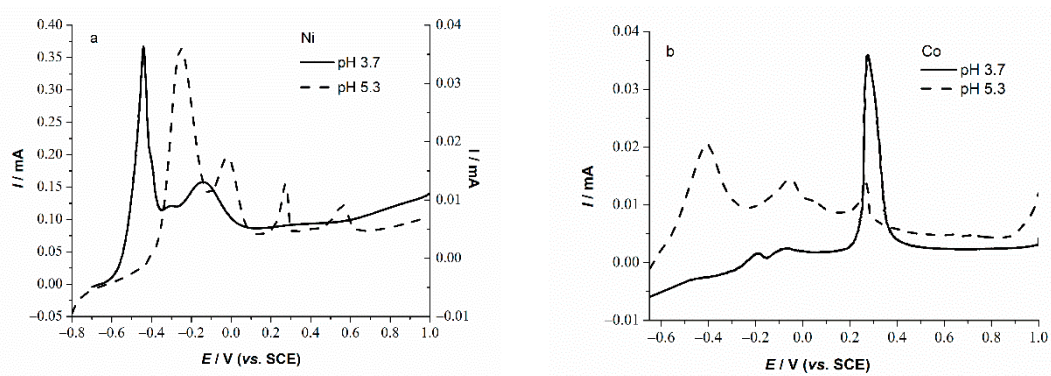 a
Ni
pH 3.7
pH 5.3
I / mA
0.40
0.35
0.30
0.25
0.20
0.15
0.10
0.05
0.00
−0.05
0.04
0.03
0.02
0.01
0.00
−0.01
I / mA
−0.8 −0.6 −0.4 −0.2 0.0 0.2 0.4 0.6 0.8 1.0
E / V (vs. SCE)
b
Co
pH 3.7
pH 5.3
I / mA
0.04
0.03
0.02
0.01
0.00
−0.01
−0.6 −0.4 −0.2 0.0 0.2 0.4 0.6 0.8 1.0
E / V (vs. SCE)